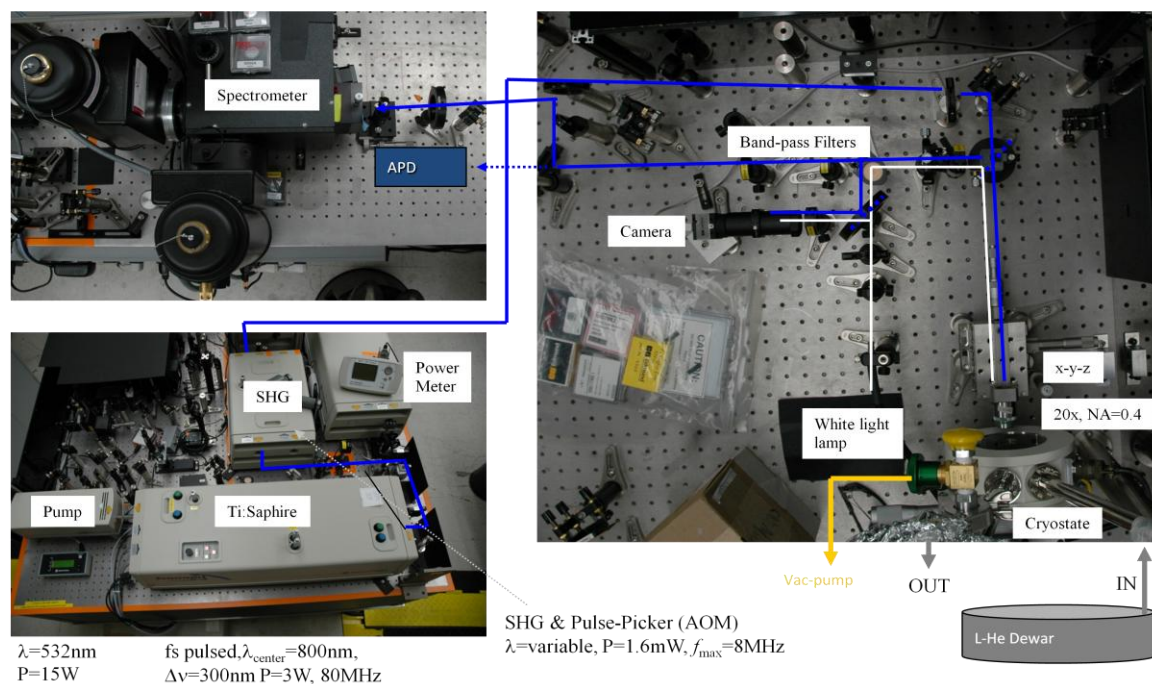 Spectrometer
APD
Band-pass Filters
Camera
CAUTION
x-y-z
20x, NA=0.4
White light
lamp
Cryostate
Vac-pump
OUT
IN
L-He Dewar
SHG
Power
Meter
Pump
Ti:Saphire
SHG & Pulse-Picker (AOM)
λ=variable, P=1.6mW, fmax=8MHz
λ=532nm
P=15W
fs pulsed,λcenter=800nm,
Δν=300nm P=3W, 80MHz